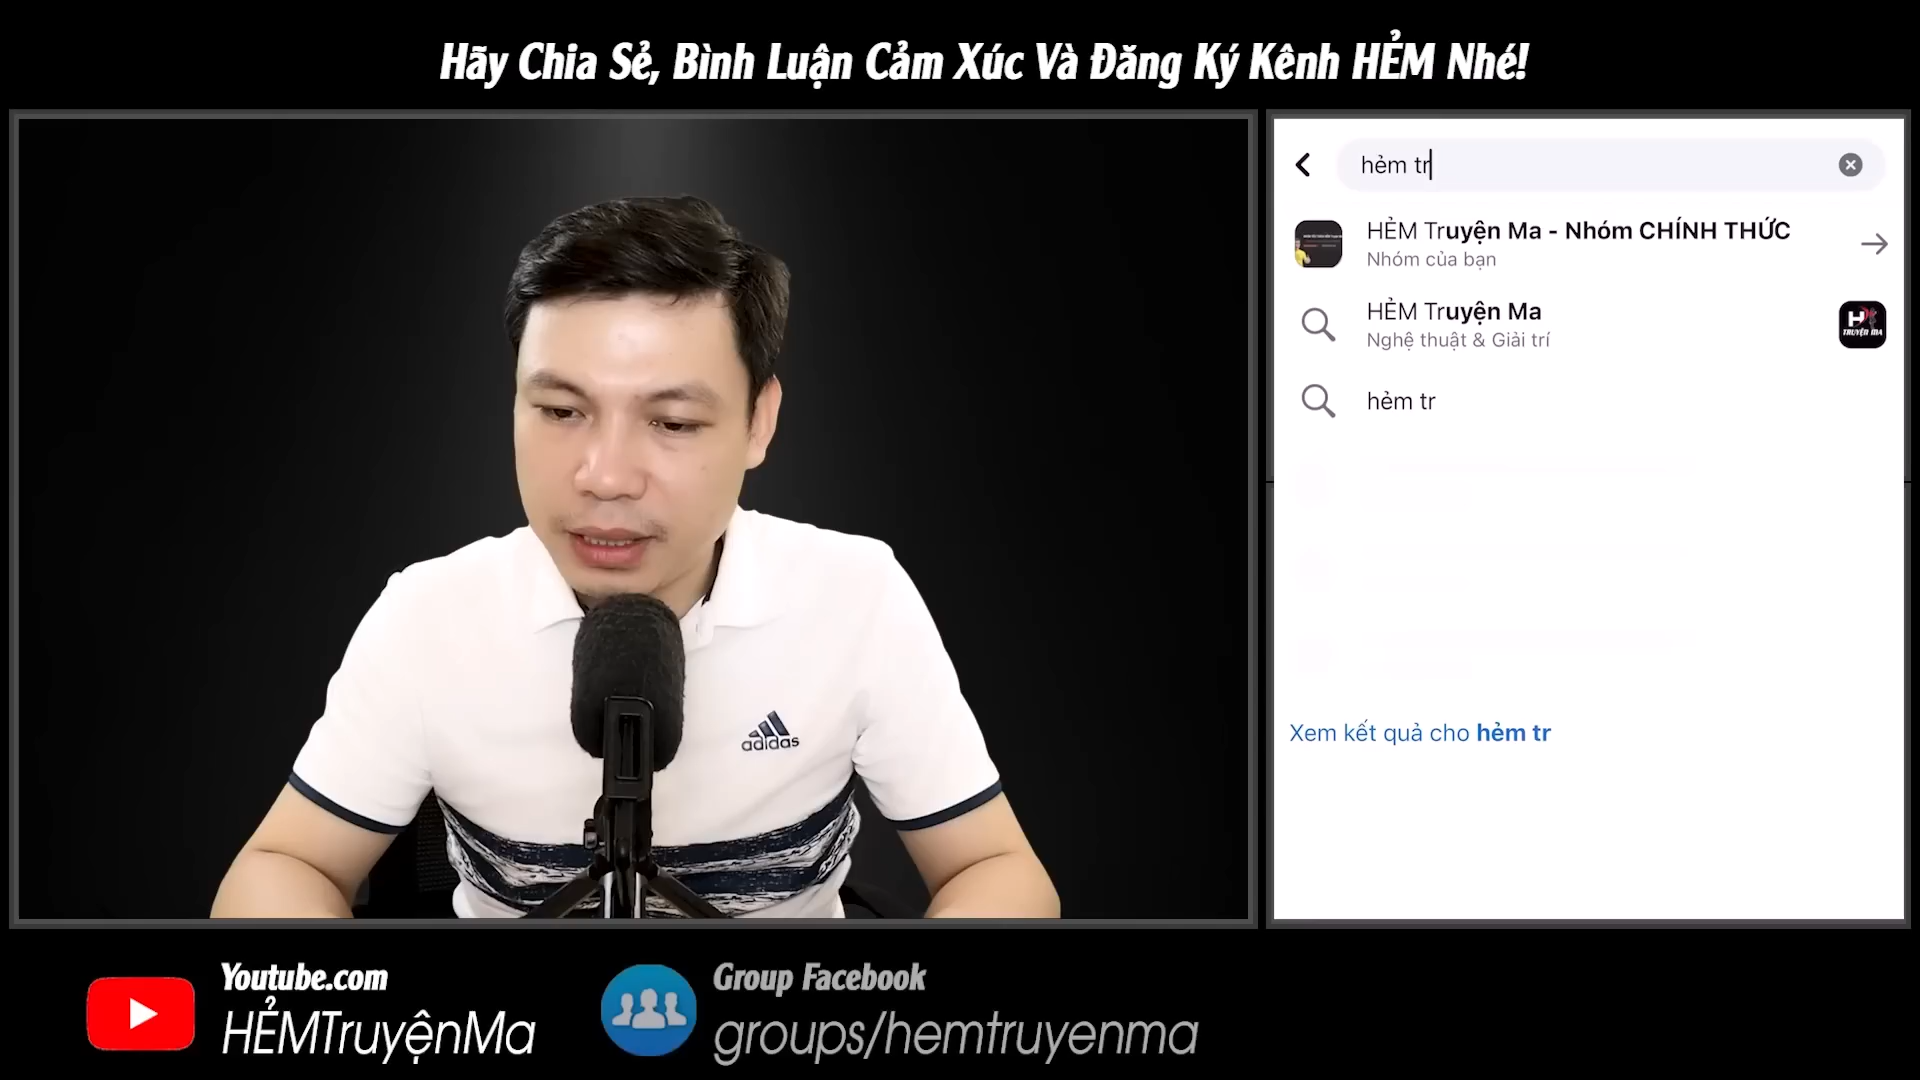 Hãy Chia Sẻ, Bình Luận Cảm Xúc Và Đăng Ký Kênh HẺM Nhé!
hẻm tr
HẺM Truyện Ma - Nhóm CHÍNH THỨC
Nhóm của bạn
HẺM Truyện Ma
Nghệ thuật & Giải trí
H
TRUYỆN MA
hẻm tr
Xem kết quả cho hẻm tr
adidas
Youtube.com
HẺMTruyệnMa
Group Facebook
groups/hemtruyenma